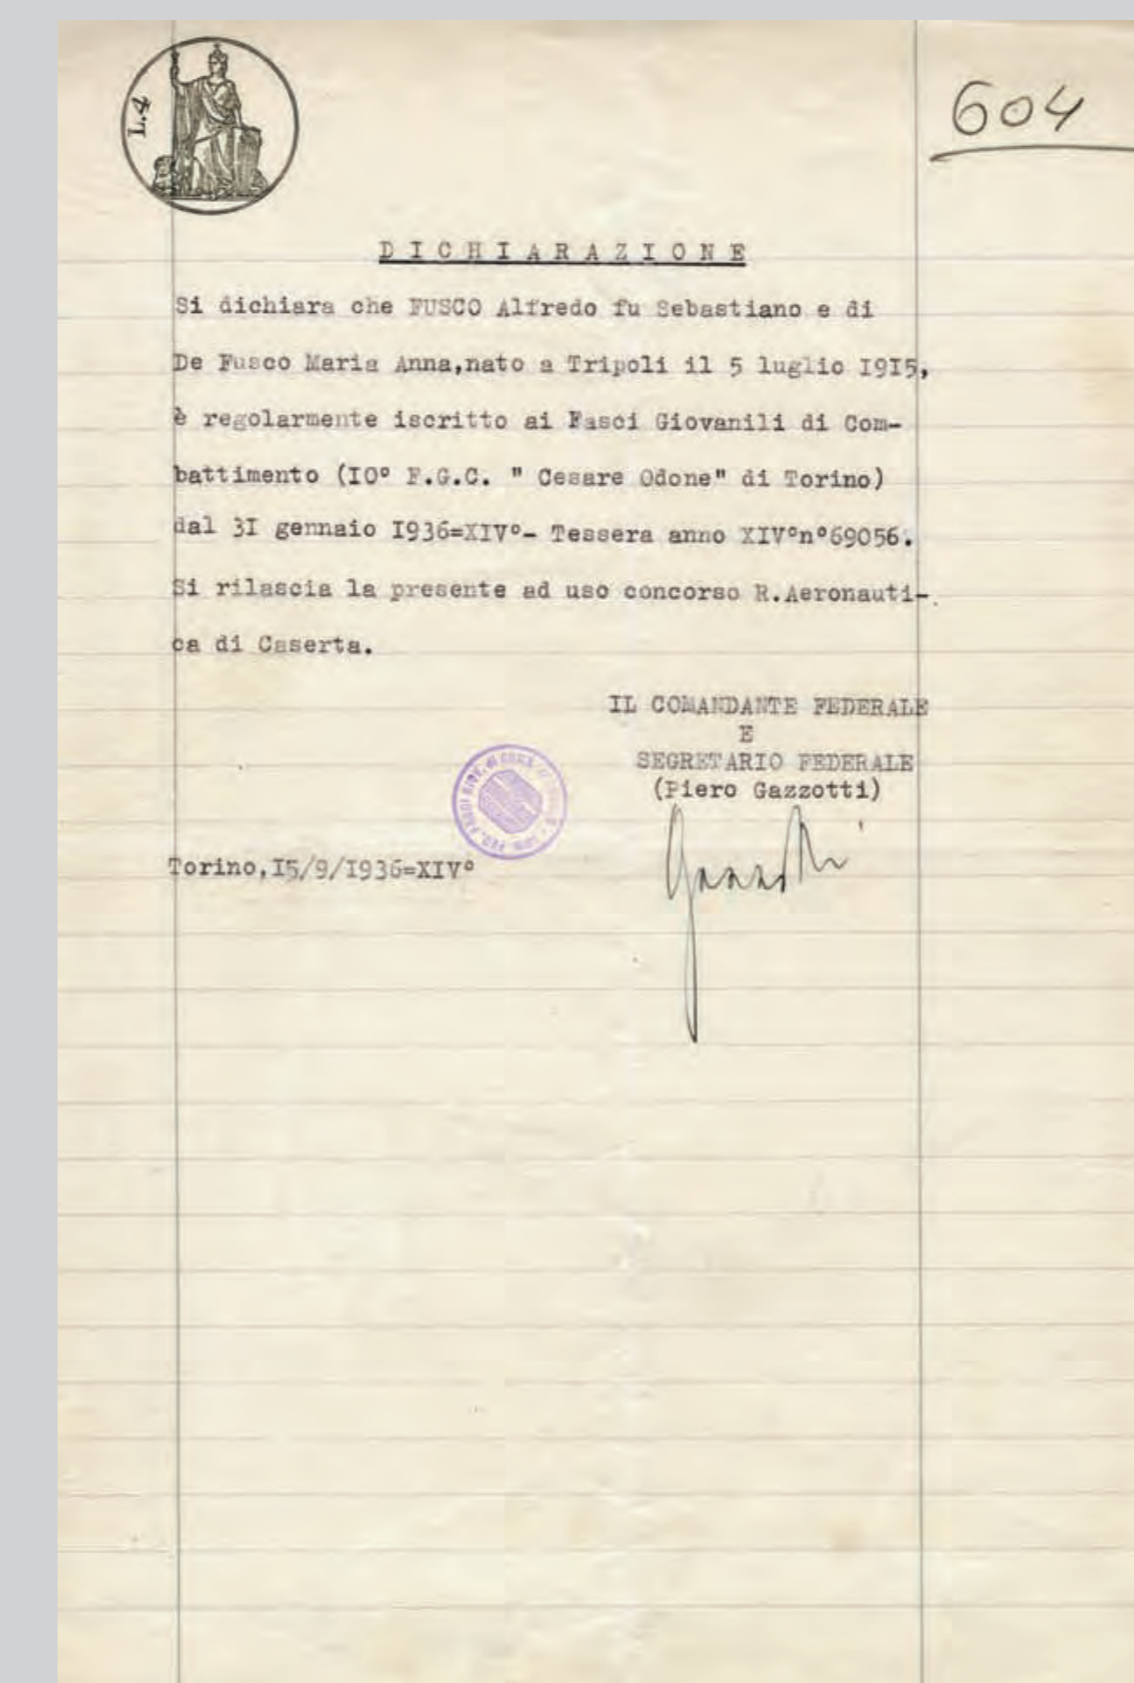 L.4
604
DICHIARAZIONE
Si dichiara che FUSCO Alfredo fu Sebastiano e di
De Fusco Maria Anna,nato a Tripoli il 5 luglio I9I5,
è regolarmente iscritto ai Fasci Giovanili di Com-
battimento (IO° F.G.C. " Cesare Odone" di Torino)
dal 3I gennaio I936=XIV°- Tessera anno XIV°n°69056.
Si rilascia la presente ad uso concorso R.Aeronauti-
ca di Caserta.
IL COMANDANTE FEDERALE
E
SEGRETARIO FEDERALE
(Piero Gazzotti)
Gazzotti
Torino,I5/9/I936=XIV°